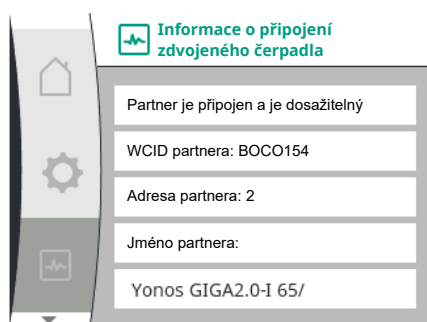 Informace o připojení
zdvojeného čerpadla
Partner je připojen a je dosažitelný
WCID partnera: BOCO154
Adresa partnera: 2
Jméno partnera:
Yonos GIGA2.0-I 65/